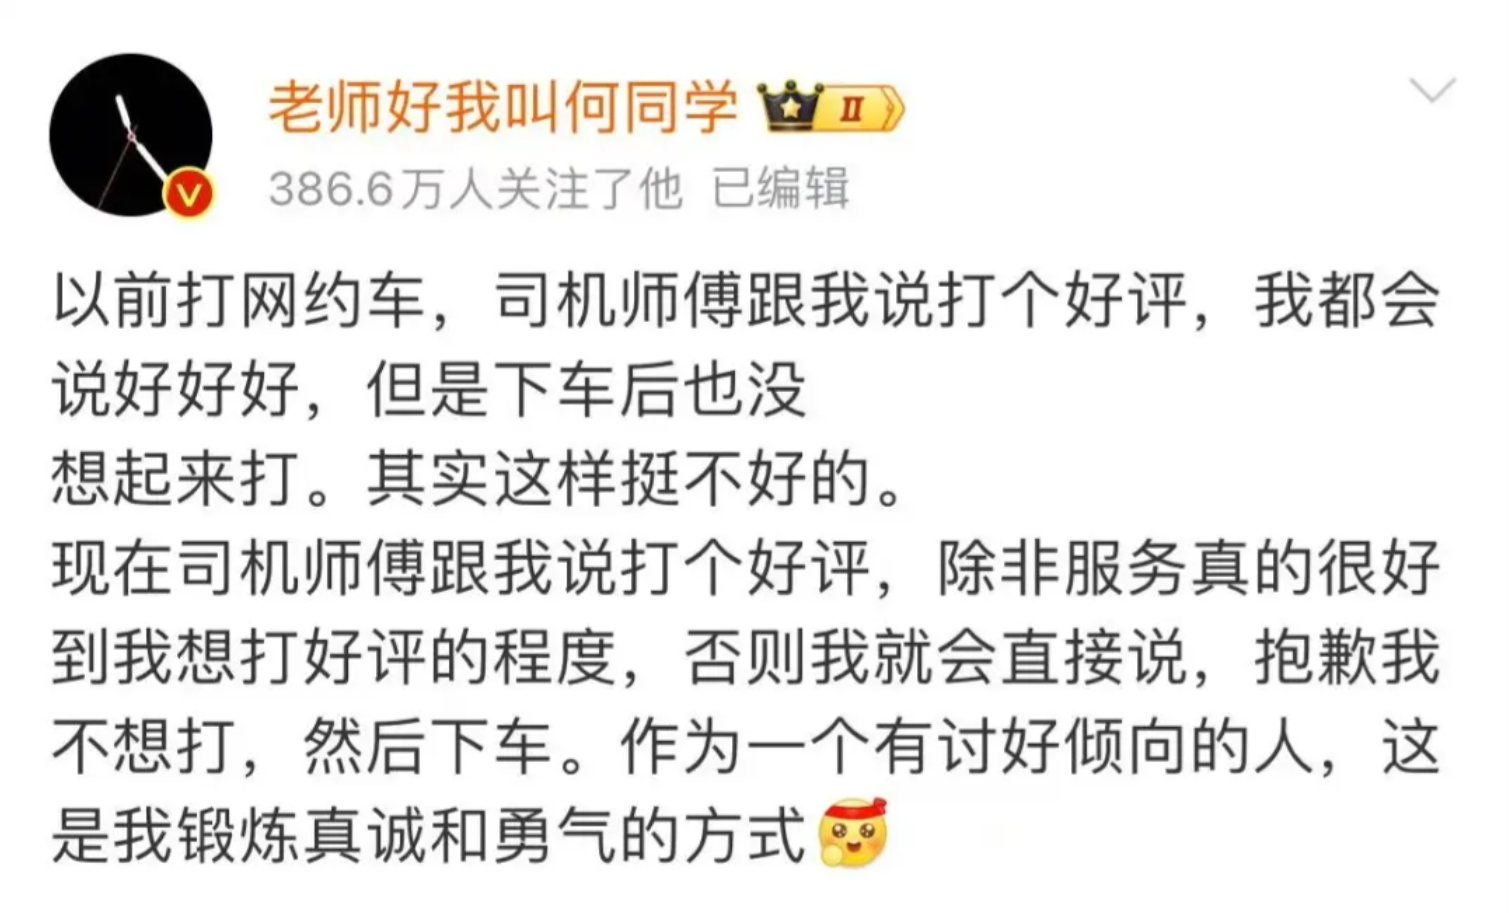 老师好我叫何同学 II
386.6万人关注了他 已编辑
以前打网约车，司机师傅跟我说打个好评，我都会
说好好好，但是下车后也没
想起来打。其实这样挺不好的。
现在司机师傅跟我说打个好评，除非服务真的很好
到我想打好评的程度，否则我就会直接说，抱歉我
不想打，然后下车。作为一个有讨好倾向的人，这
是我锻炼真诚和勇气的方式